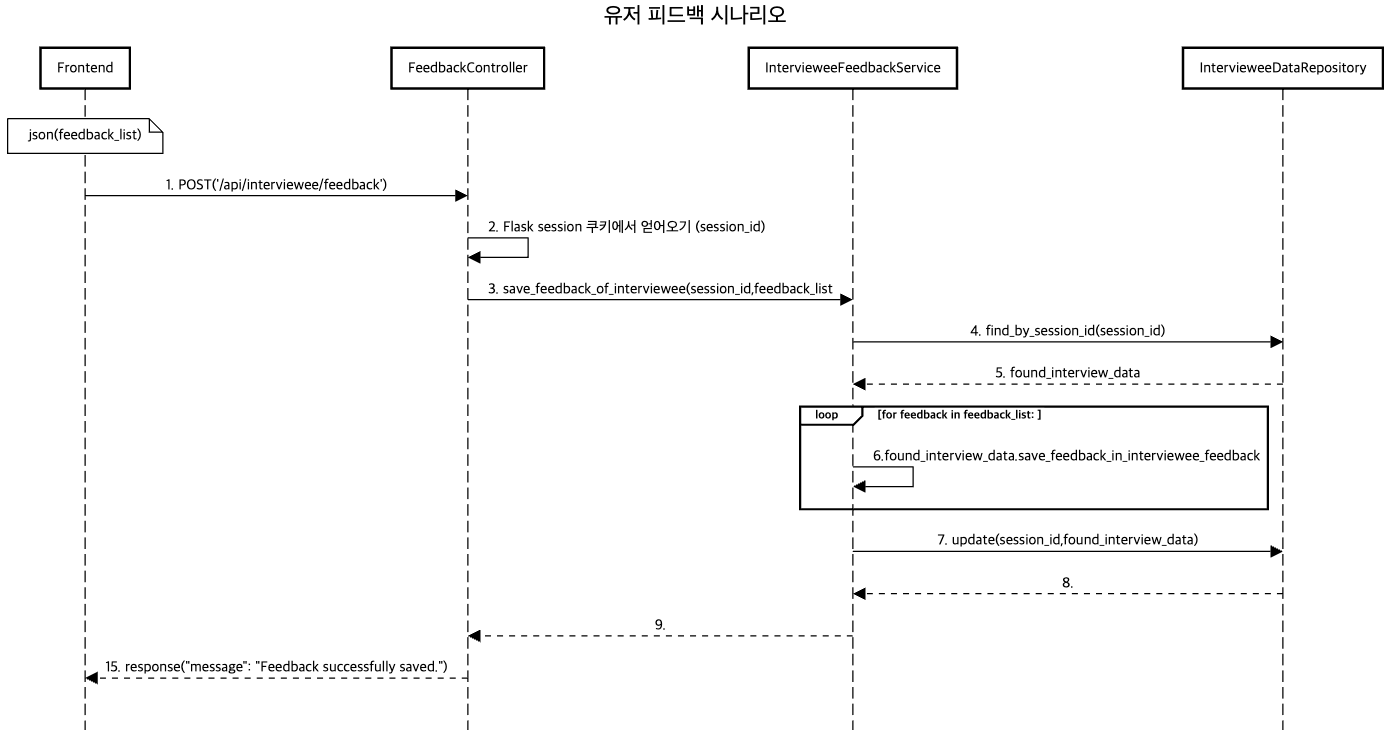 유저 피드백 시나리오
Frontend
FeedbackController
IntervieweeFeedbackService
IntervieweeDataRepository
json(feedback_list)
1. POST('/api/interviewee/feedback')
2. Flask session 쿠키에서 얻어오기 (session_id)
3. save_feedback_of_interviewee(session_id,feedback_list
4. find_by_session_id(session_id)
5. found_interview_data
loop [for feedback in feedback_list: ]
6.found_interview_data.save_feedback_in_interviewee_feedback
7. update(session_id,found_interview_data)
8.
9.
15. response("message": "Feedback successfully saved.")